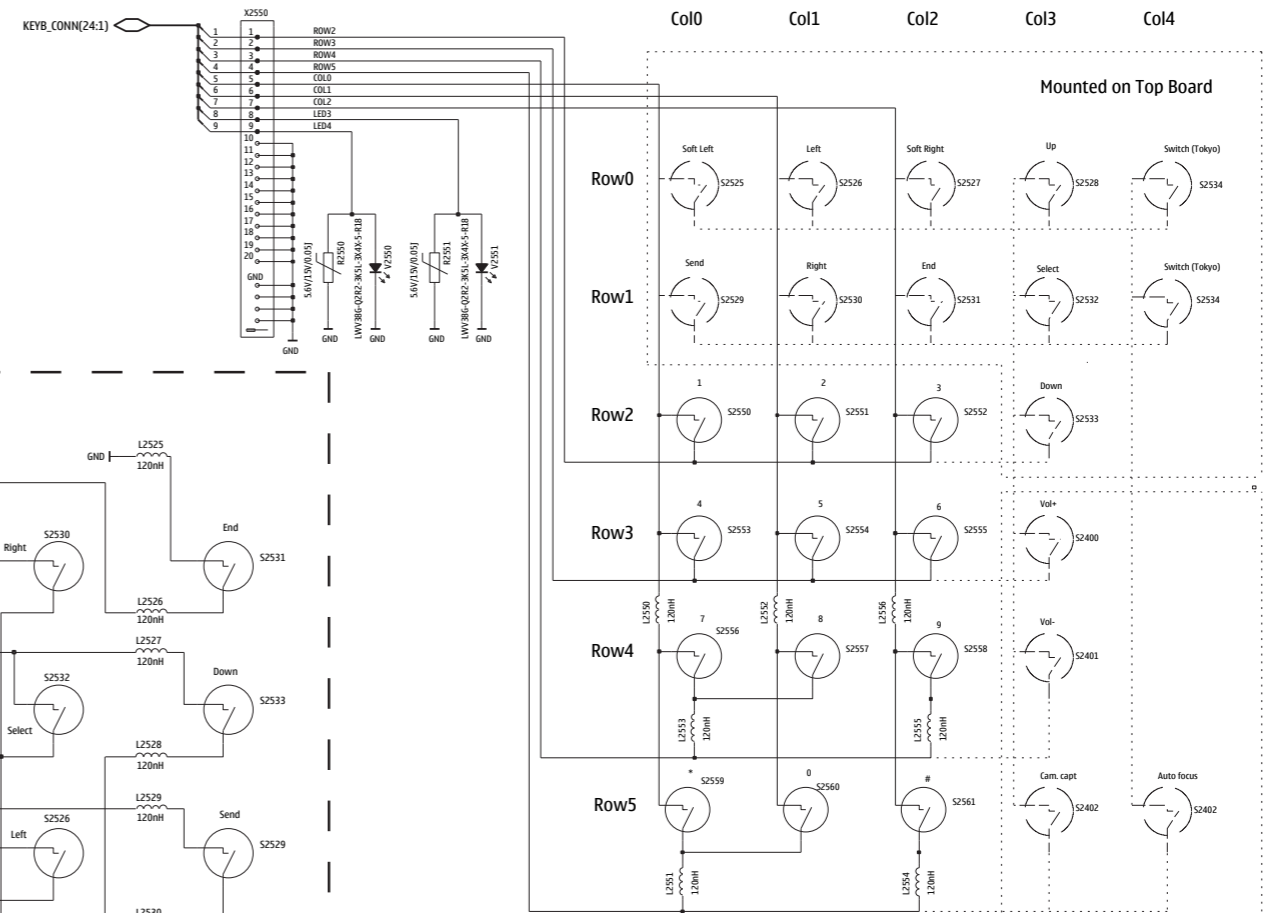 X2550
KEYB_CONN(24:1)
1 1 ROW2
2 2 ROW3
3 3 ROW4
4 4 ROW5
5 5 COL0
6 6 COL1
7 7 COL2
8 8 LED3
9 9 LED4
10
11
12
13
14
15
16
17
18
19
20
GND
GND
5.6V/15V/0.05J
R2550
LWV38G-Q2R2-3K5L-3X4X-5-R18
V2550
GND
GND
5.6V/15V/0.05J
R2551
LWV38G-Q2R2-3K5L-3X4X-5-R18
V2551
GND
GND
Col0 Col1 Col2 Col3 Col4
Mounted on Top Board
Soft Left Left Soft Right Up Switch (Tokyo)
Row0 S2525 S2526 S2527 S2528 S2534
Send Right End Select Switch (Tokyo)
Row1 S2529 S2530 S2531 S2532 S2534
1 2 3 Down
Row2 S2550 S2551 S2552 S2533
4 5 6 Vol+
Row3 S2553 S2554 S2555 S2400
L2550 120nH L2552 120nH L2556 120nH
7 8 9 Vol-
Row4 S2556 S2557 S2558 S2401
L2553 120nH L2555 120nH
* 0 # Cam. capt Auto focus
Row5 S2559 S2560 S2561 S2402 S2402
L2551 120nH L2554 120nH
GND L2525
120nH
Right S2530
End S2531
L2526
120nH
L2527
120nH
S2532
Select
Down S2533
L2528
120nH
L2529
120nH
Left S2526
Send S2529
L2530